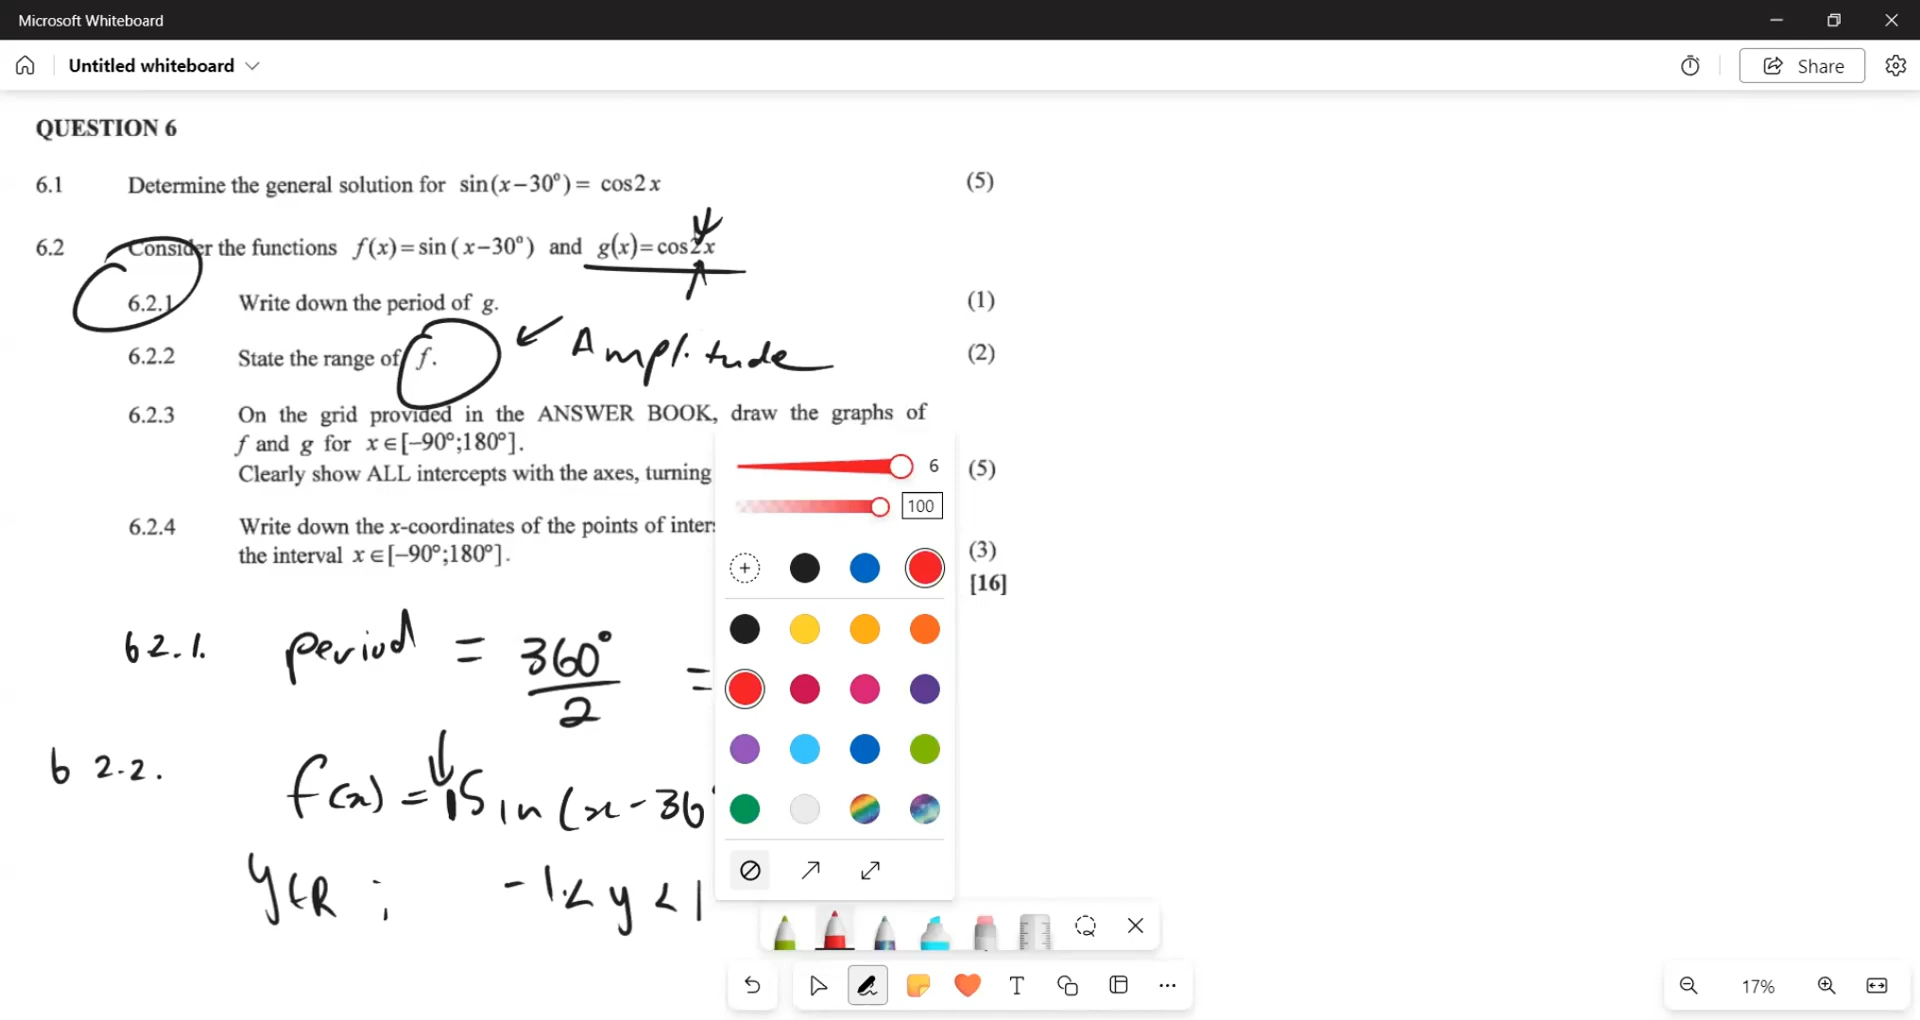 Microsoft Whiteboard
Untitled whiteboard
Share
QUESTION 6
6.1 Determine the general solution for sin(x−30°) = cos2x (5)
6.2 Consider the functions f(x)=sin(x−30°) and g(x)=cos2x
6.2.1 Write down the period of g. (1)
6.2.2 State the range of f. (2)
Amplitude
6.2.3 On the grid provided in the ANSWER BOOK, draw the graphs of
f and g for x∈[−90°;180°].
Clearly show ALL intercepts with the axes, turning (5)
6.2.4 Write down the x-coordinates of the points of inter
the interval x∈[−90°;180°]. (3)
[16]
6
100
6 2.1. period = 360°/2 =
6 2.2. f(x) = 1Sin(x − 30°
y∈R ; −1 < y < 1
17%